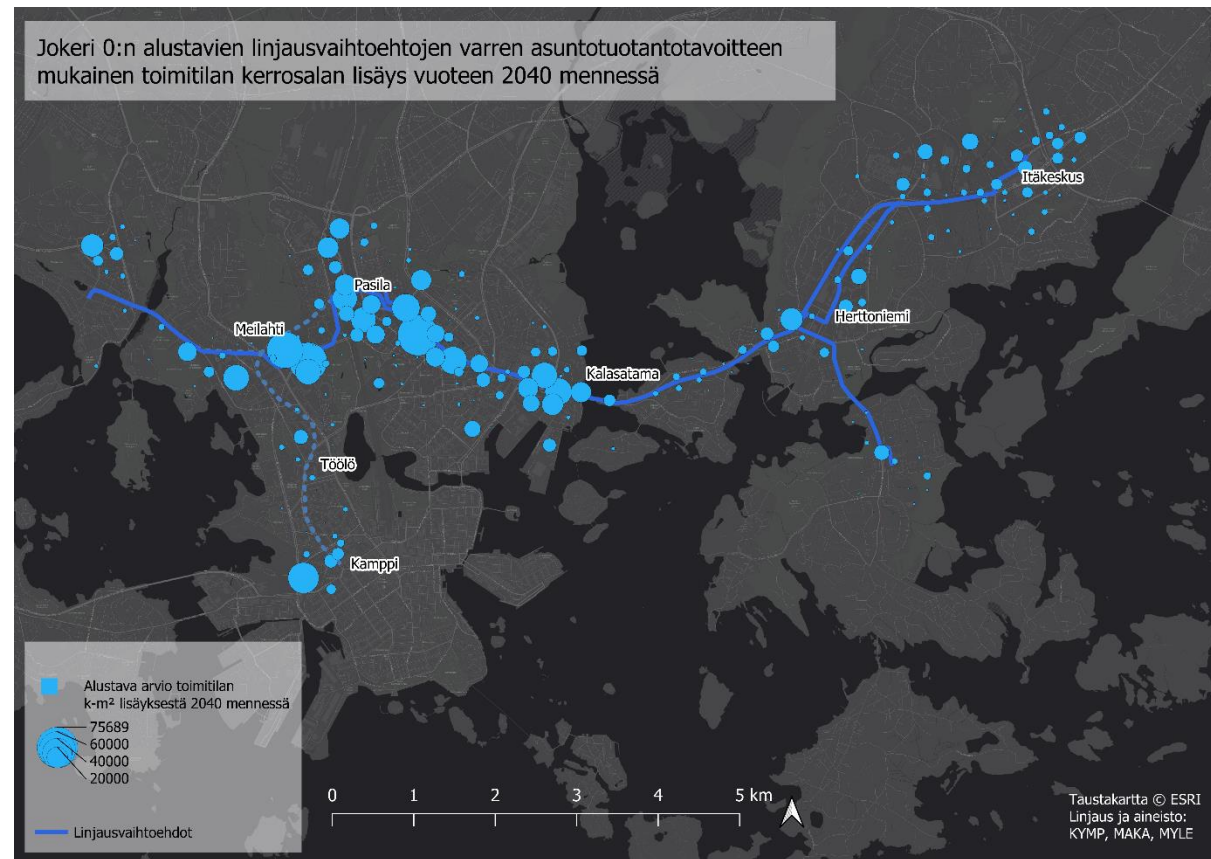 Jokeri 0:n alustavien linjausvaihtoehtojen varren asuntotuotantotavoitteen
mukainen toimitilan kerrosalan lisäys vuoteen 2040 mennessä
Itäkeskus
Pasila
Meilahti
Herttoniemi
Kalasatama
Töölö
Kamppi
Alustava arvio toimitilan
k-m² lisäyksestä 2040 mennessä
75689
60000
40000
20000
Linjausvaihtoehdot
0 1 2 3 4 5 km
Taustakartta © ESRI
Linjaus ja aineisto:
KYMP, MAKA, MYLE